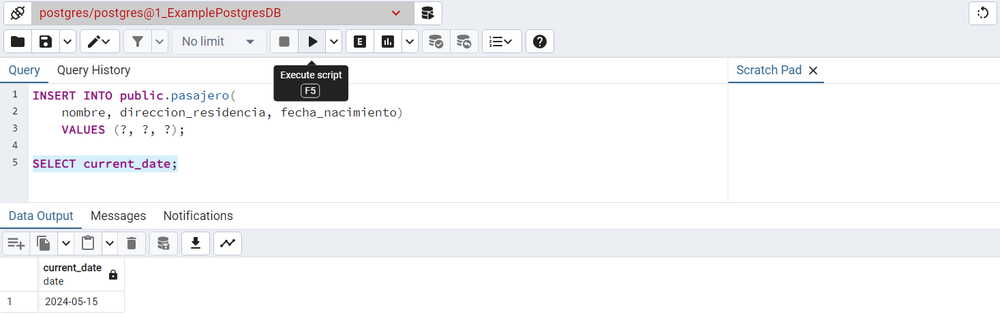 postgres/postgres@1_ExamplePostgresDB
No limit
E
Query Query History
Execute script
F5
Scratch Pad
1 INSERT INTO public.pasajero(
2 nombre, direccion_residencia, fecha_nacimiento)
3 VALUES (?, ?, ?);
4
5 SELECT current_date;
Data Output Messages Notifications
current_date
date
1 2024-05-15